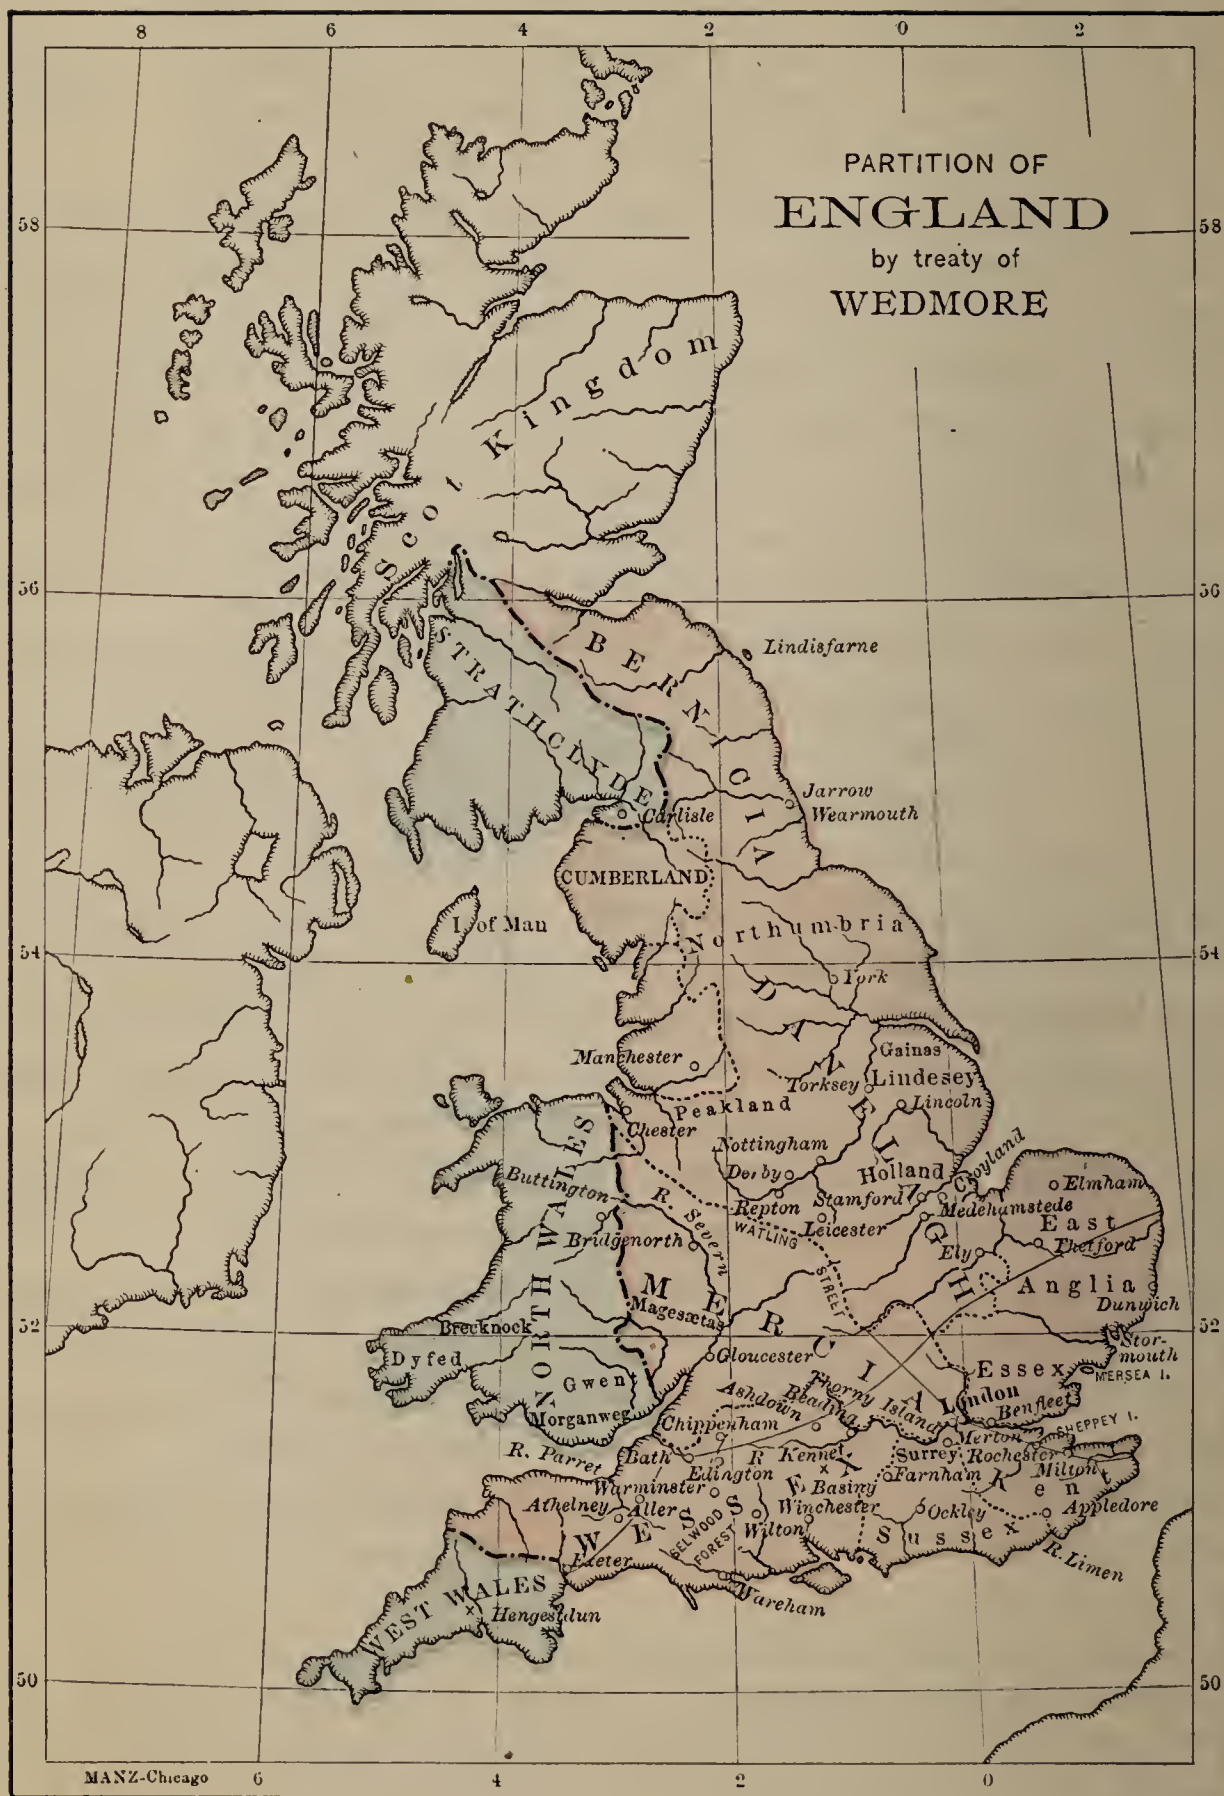 8 6 4 2 0 2
PARTITION OF
ENGLAND
by treaty of
WEDMORE
58 58
Scot Kingdom
56 56
BERNICIA
Lindisfarne
STRATHCLYDE
Jarrow
Wearmouth
Carlisle
CUMBERLAND
I. of Man
Northumbria
54 54
York
DANELAGH
Gainas
Manchester
Torksey
Lindesey
Peakland
Lincoln
Chester
Nottingham
Croyland
Derby
Holland
Elmham
Buttington
R. Severn
Repton
Stamford
Medehamstede
WATLING
STREET
Leicester
East
Anglia
Bridgenorth
Ely
Thetford
NORTH WALES
MERCIA
Magesætas
Dunwich
52 52
Brecknock
Stor-
mouth
Dyfed
Gloucester
MERSEA I.
Gwent
Essex
Ashdown
Reading
Thorny Island
London
Benfleet
Morganweg
Chippenham
SHEPPEY I.
R. Parret
Bath
R Kennet
Surrey
Merton
Rochester
Edington
Farnham
Milton
Kent
Warminster
Basing
Athelney
Aller
WESSEX
Winchester
Ockley
Appledore
SELWOOD
FOREST
Wilton
Sussex
Exeter
R. Limen
WEST WALES
Wareham
Hengestdun
50 50
MANZ-Chicago 6 4 2 0